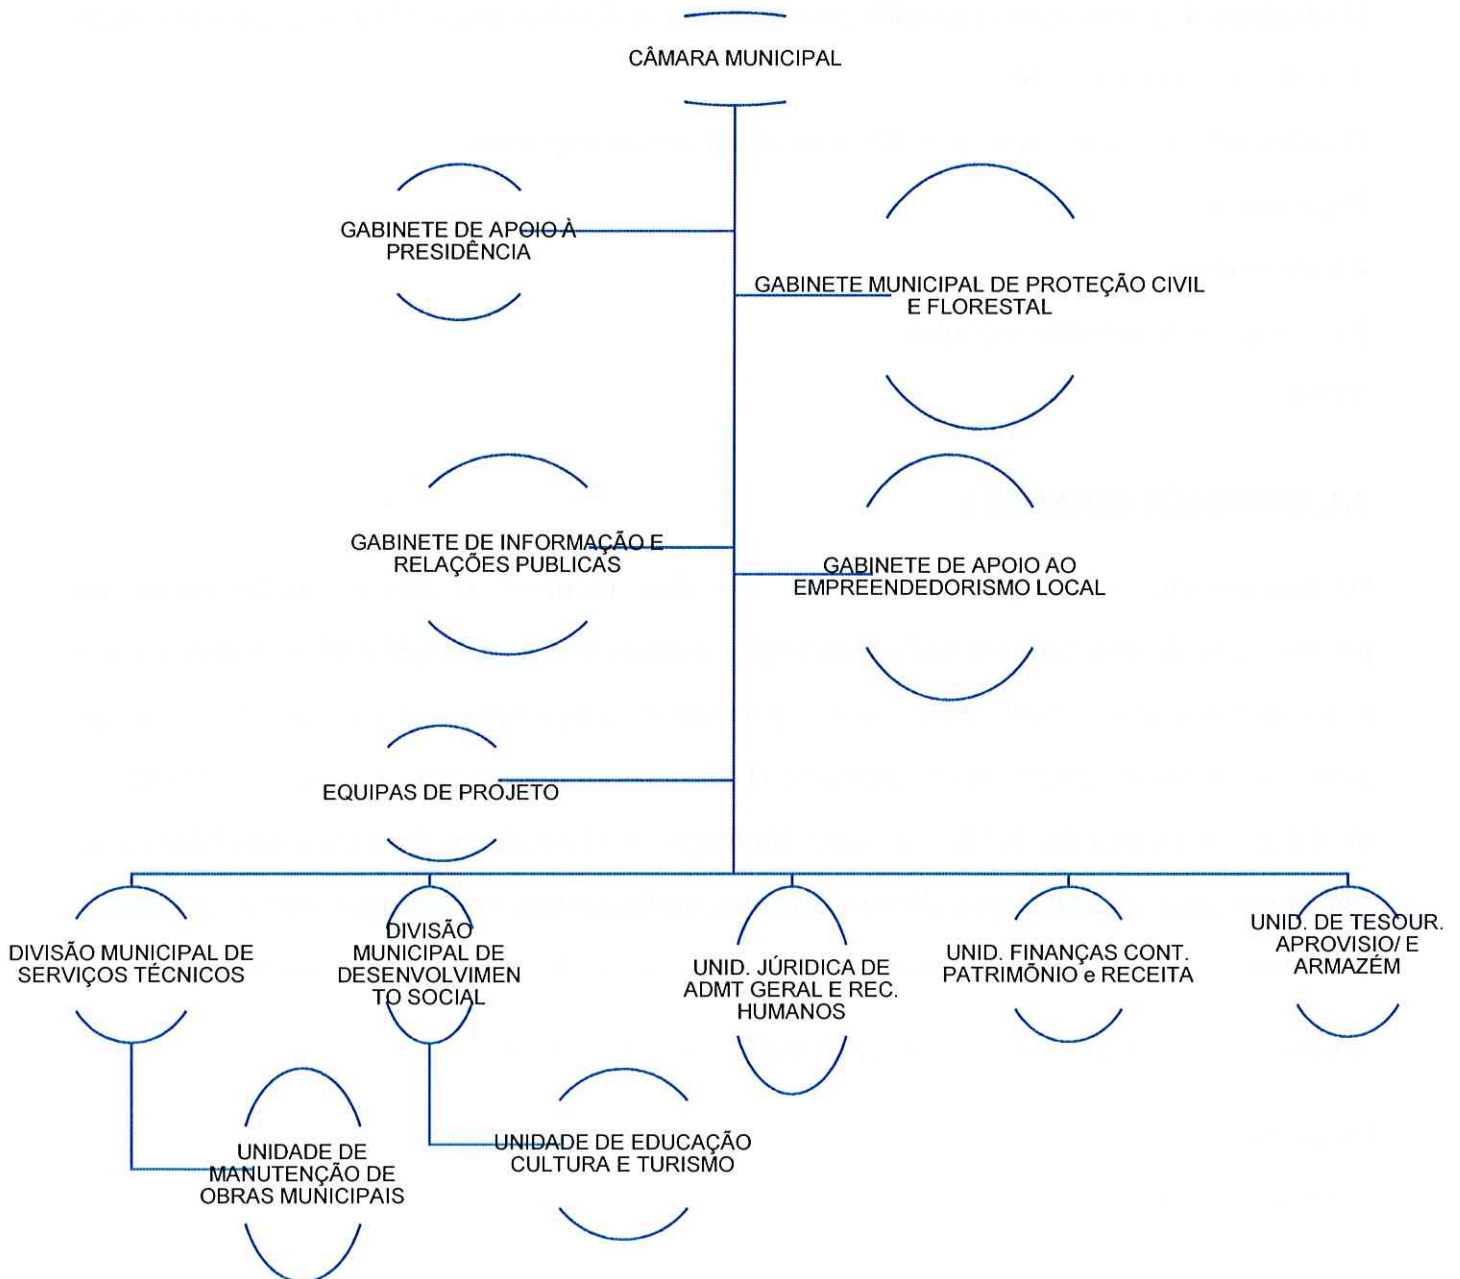 CÂMARA MUNICIPAL
GABINETE DE APOIO À
PRESIDÊNCIA
GABINETE MUNICIPAL DE PROTEÇÃO CIVIL
E FLORESTAL
GABINETE DE INFORMAÇÃO E
RELAÇÕES PUBLICAS
GABINETE DE APOIO AO
EMPREENDEDORISMO LOCAL
EQUIPAS DE PROJETO
DIVISÃO MUNICIPAL DE
SERVIÇOS TÉCNICOS
DIVISÃO
MUNICIPAL DE
DESENVOLVIMEN
TO SOCIAL
UNID. JÚRIDICA DE
ADMT GERAL E REC.
HUMANOS
UNID. FINANÇAS CONT.
PATRIMÕNIO e RECEITA
UNID. DE TESOUR.
APROVISIO/ E
ARMAZÉM
UNIDADE DE
MANUTENÇÃO DE
OBRAS MUNICIPAIS
UNIDADE DE EDUCAÇÃO
CULTURA E TURISMO